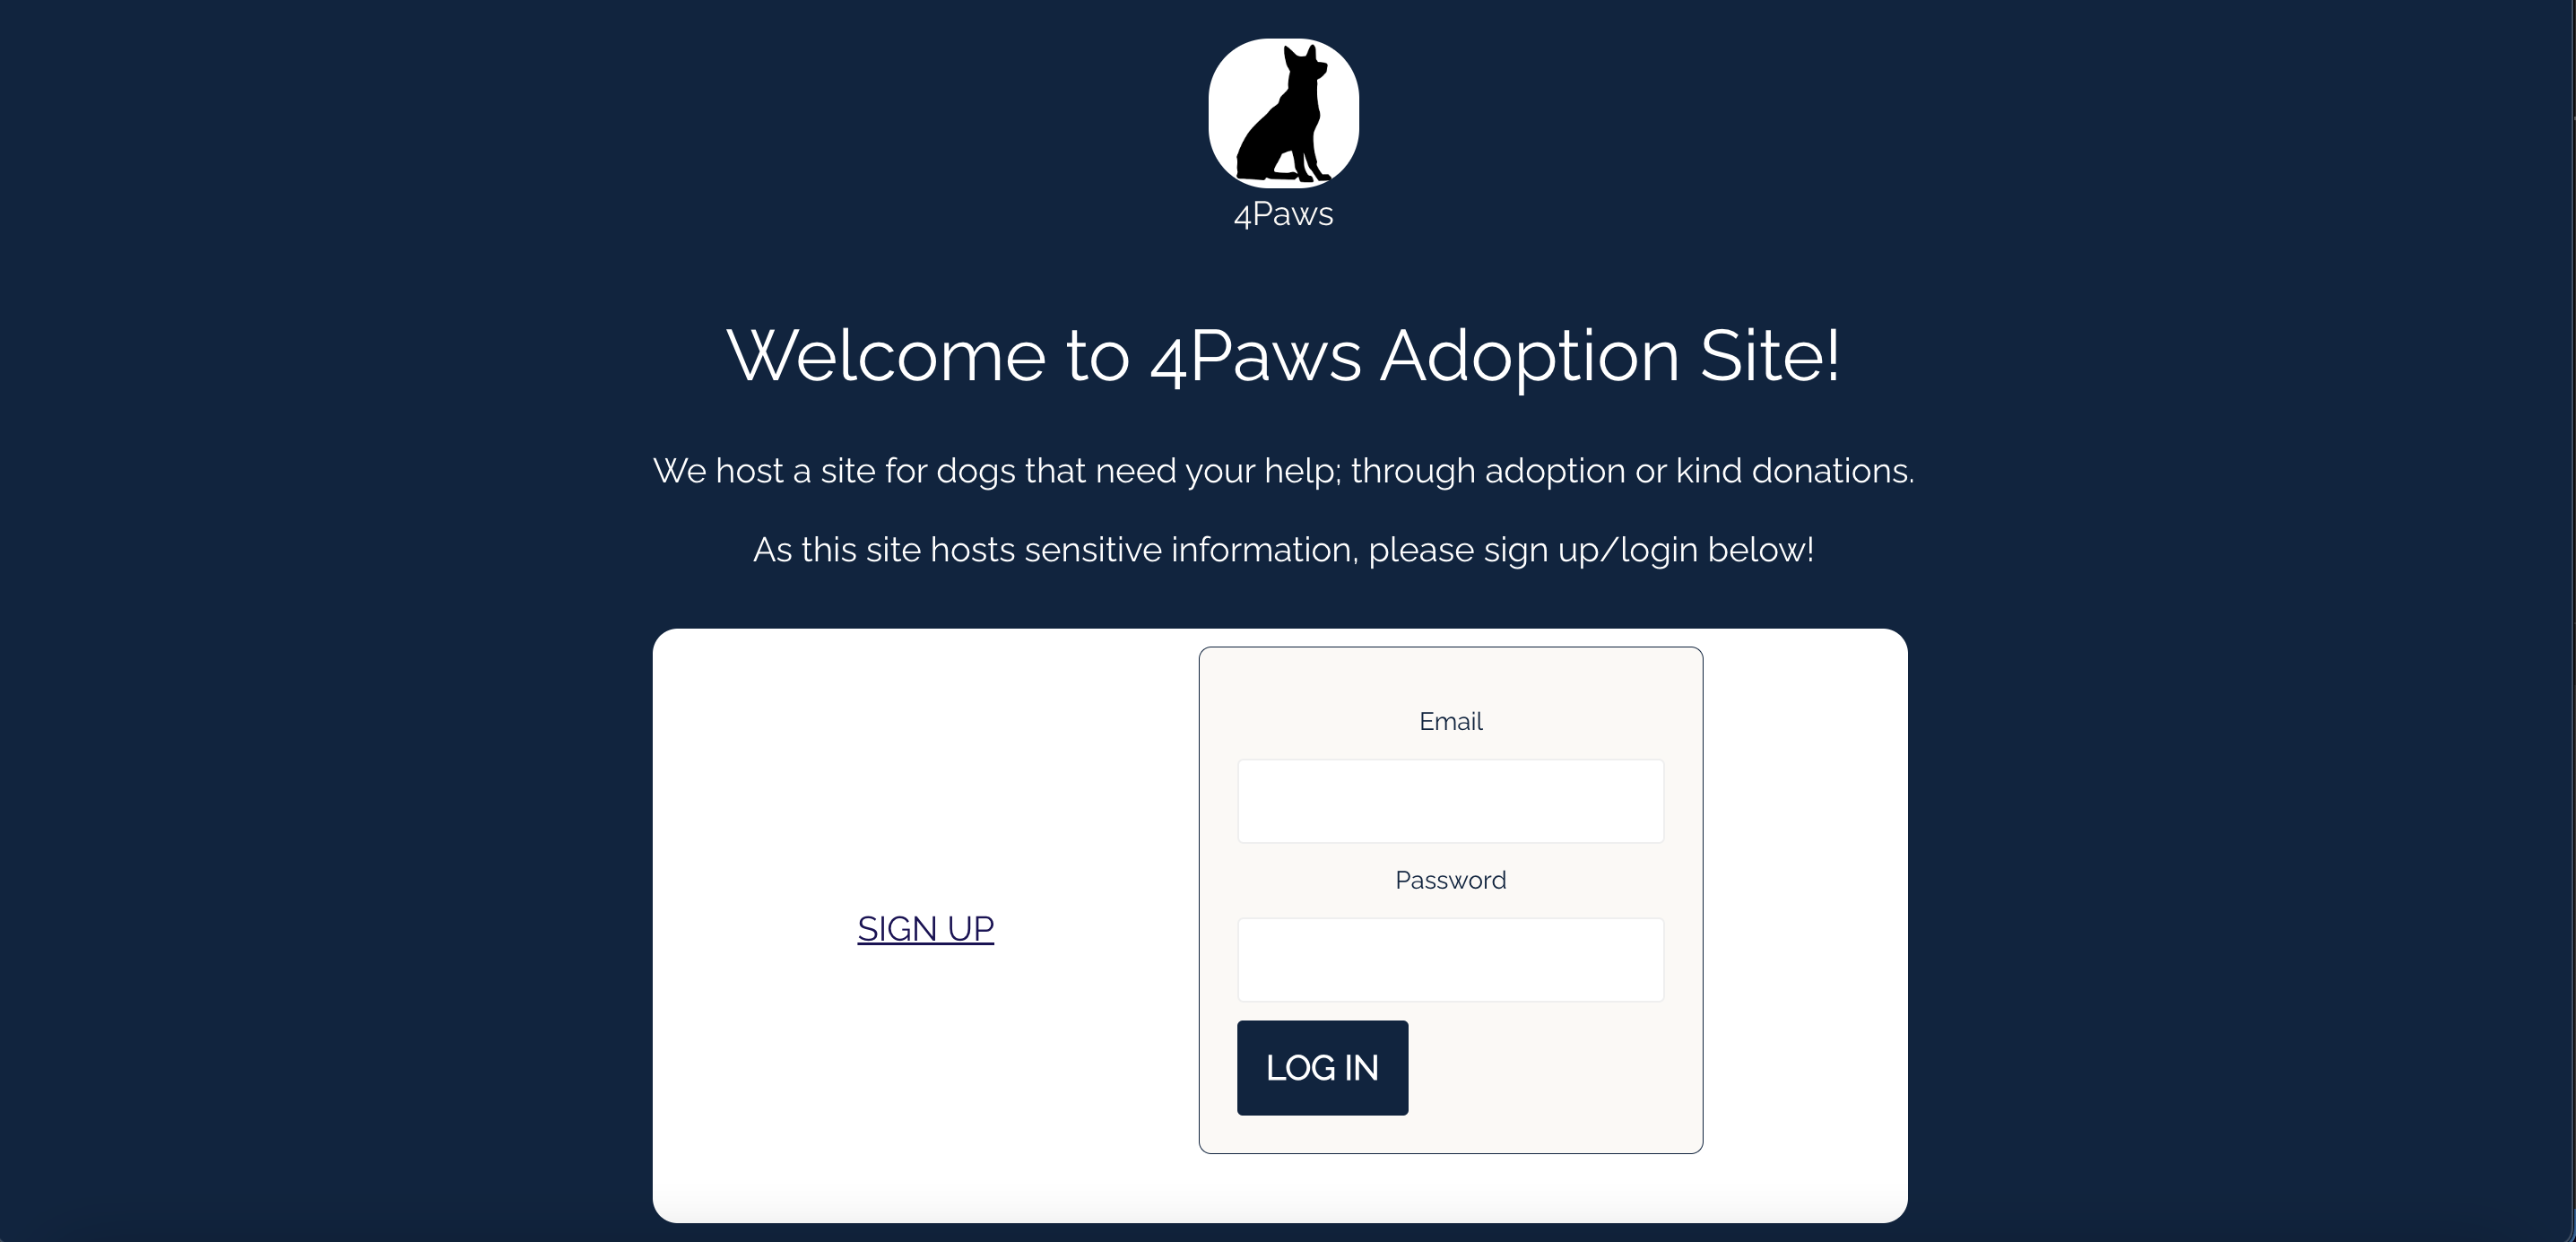 4Paws
Welcome to 4Paws Adoption Site!
We host a site for dogs that need your help; through adoption or kind donations.
As this site hosts sensitive information, please sign up/login below!
SIGN UP
Email
Password
LOG IN